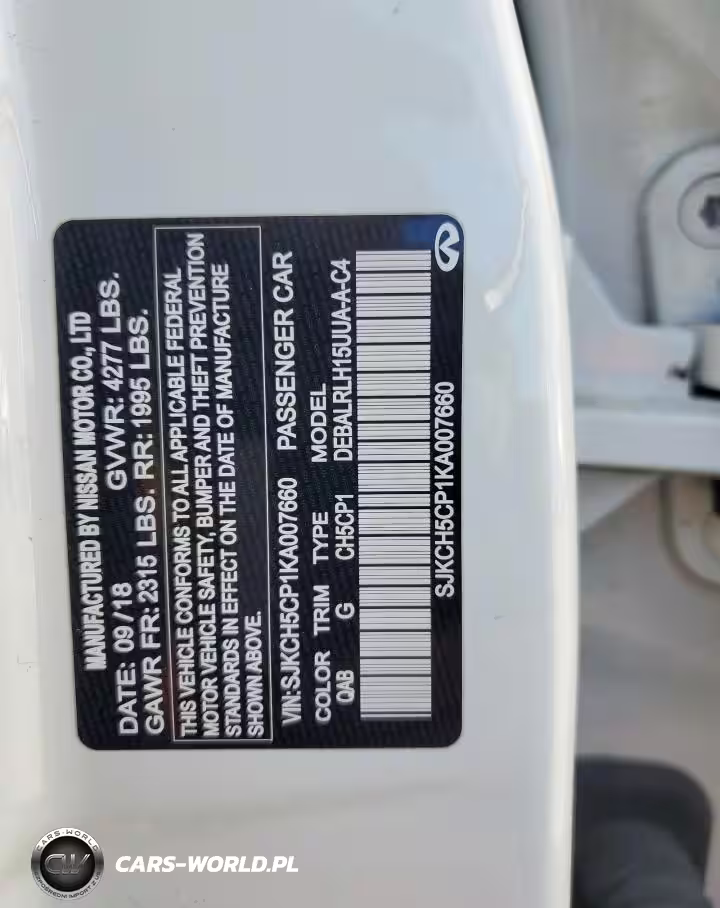 MANUFACTURED BY NISSAN MOTOR CO., LTD
DATE: 09/18 GVWR: 4277 LBS.
GAWR FR: 2315 LBS. RR: 1995 LBS.
THIS VEHICLE CONFORMS TO ALL APPLICABLE FEDERAL
MOTOR VEHICLE SAFETY, BUMPER AND THEFT PREVENTION
STANDARDS IN EFFECT ON THE DATE OF MANUFACTURE
SHOWN ABOVE.
VIN: SJKCH5CP1KA007660 PASSENGER CAR
COLOR TRIM TYPE MODEL
QAB G CH5CP1 DEBALRLH15UUA-A-C4
SJKCH5CP1KA007660
CARS-WORLD
CW
CARS-WORLD.PL